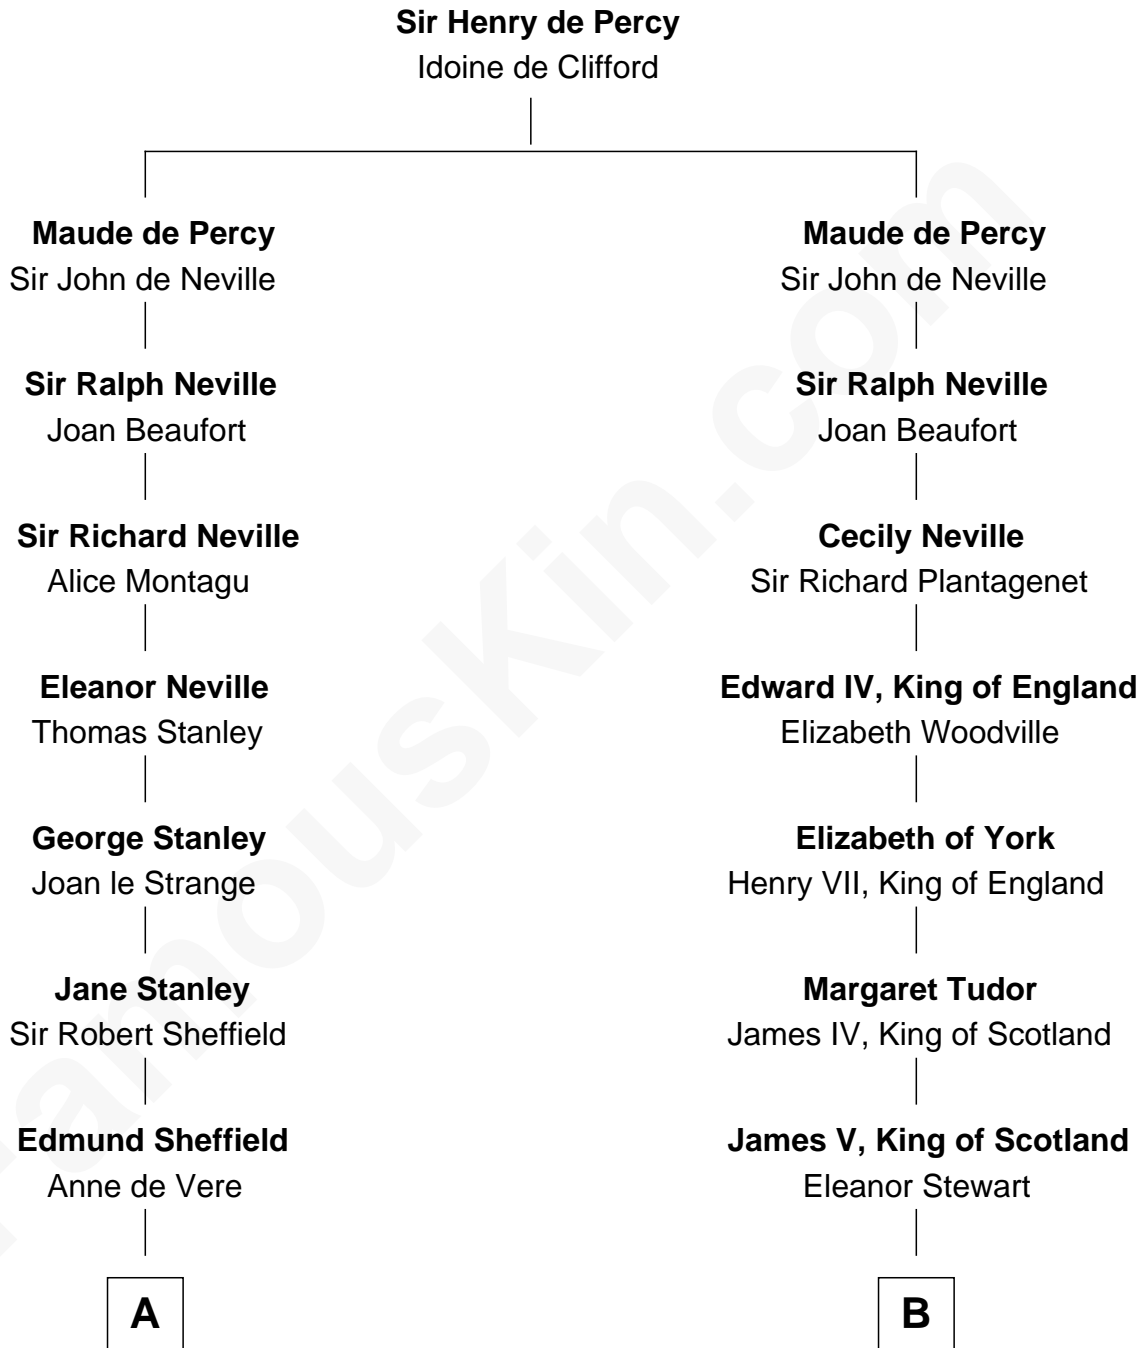 Sir Henry de Percy
Idoine de Clifford
Maude de Percy
Sir John de Neville
Sir Ralph Neville
Joan Beaufort
Sir Richard Neville
Alice Montagu
Eleanor Neville
Thomas Stanley
George Stanley
Joan le Strange
Jane Stanley
Sir Robert Sheffield
Edmund Sheffield
Anne de Vere
A
Maude de Percy
Sir John de Neville
Sir Ralph Neville
Joan Beaufort
Cecily Neville
Sir Richard Plantagenet
Edward IV, King of England
Elizabeth Woodville
Elizabeth of York
Henry VII, King of England
Margaret Tudor
James IV, King of Scotland
James V, King of Scotland
Eleanor Stewart
B
FamousKin.com